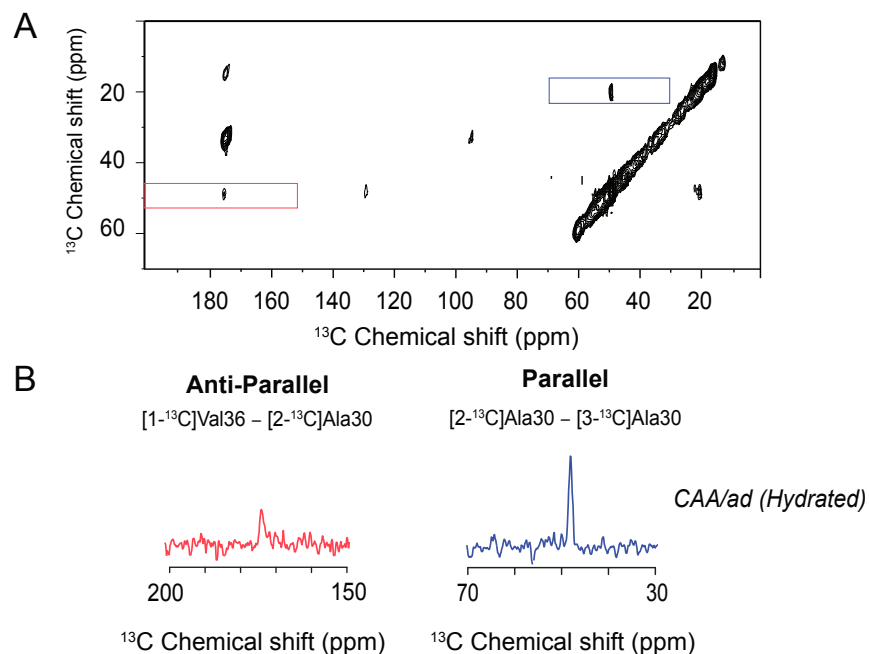 A
¹³C Chemical shift (ppm)
20
40
60
180 160 140 120 100 80 60 40 20
¹³C Chemical shift (ppm)
B
Anti-Parallel Parallel
[1-¹³C]Val36 – [2-¹³C]Ala30 [2-¹³C]Ala30 – [3-¹³C]Ala30
CAA/ad (Hydrated)
200 150 70 30
¹³C Chemical shift (ppm) ¹³C Chemical shift (ppm)